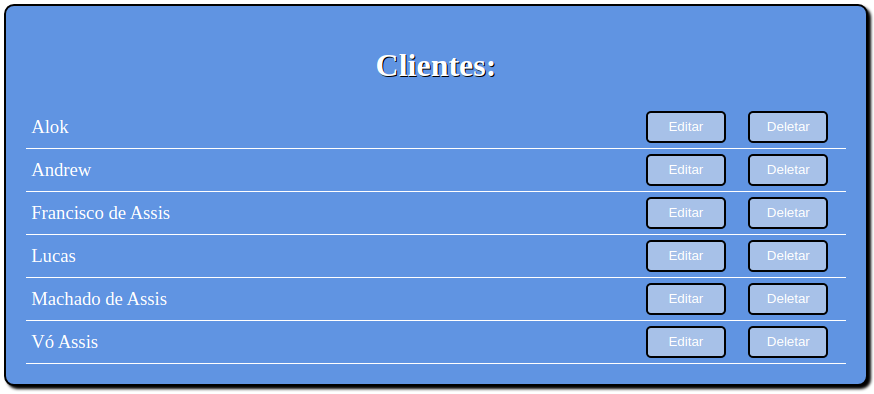 Clientes:
Alok Editar Deletar
Andrew Editar Deletar
Francisco de Assis Editar Deletar
Lucas Editar Deletar
Machado de Assis Editar Deletar
Vó Assis Editar Deletar